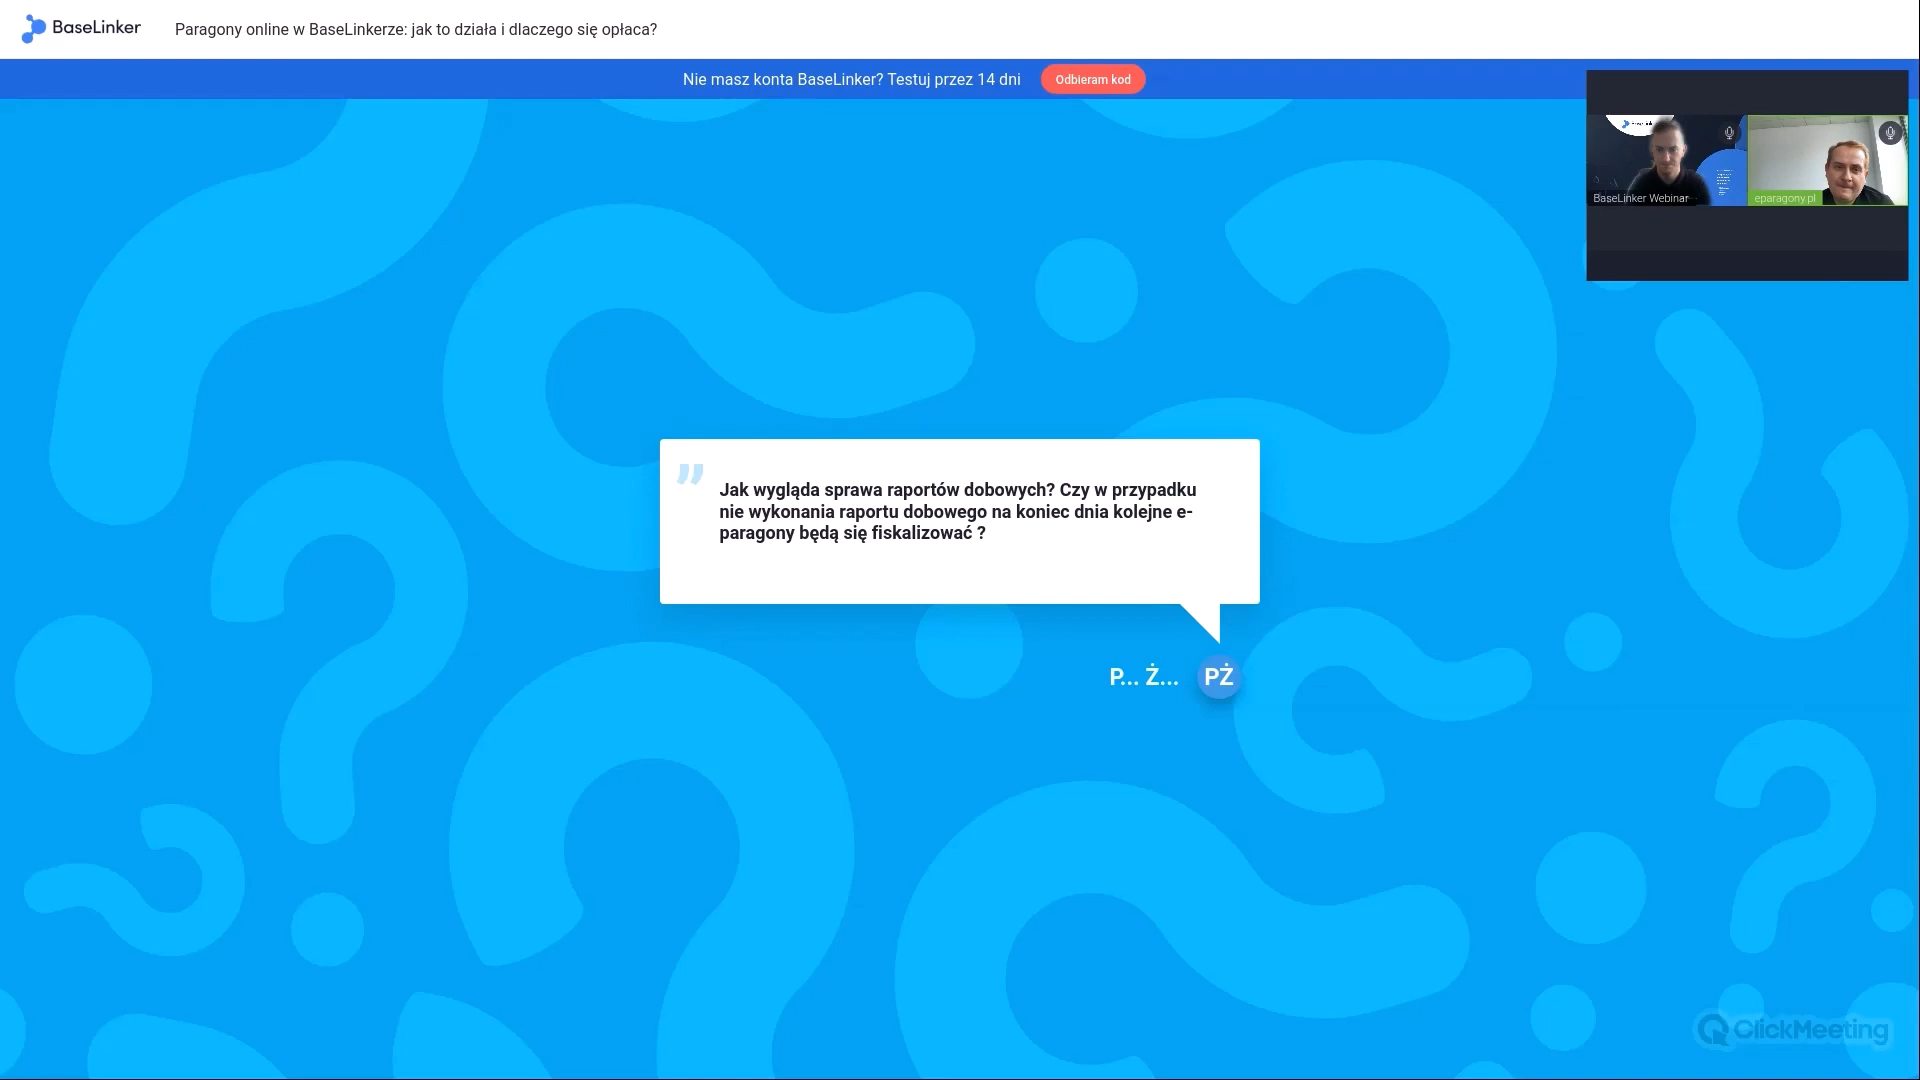 BaseLinker
Paragony online w BaseLinkerze: jak to działa i dlaczego się opłaca?
Nie masz konta BaseLinker? Testuj przez 14 dni
Odbieram kod
BaseLinker Webinar
eparagony.pl
Jak wygląda sprawa raportów dobowych? Czy w przypadku
nie wykonania raportu dobowego na koniec dnia kolejne e-
paragony będą się fiskalizować ?
P... Ż...
PŻ
ClickMeeting